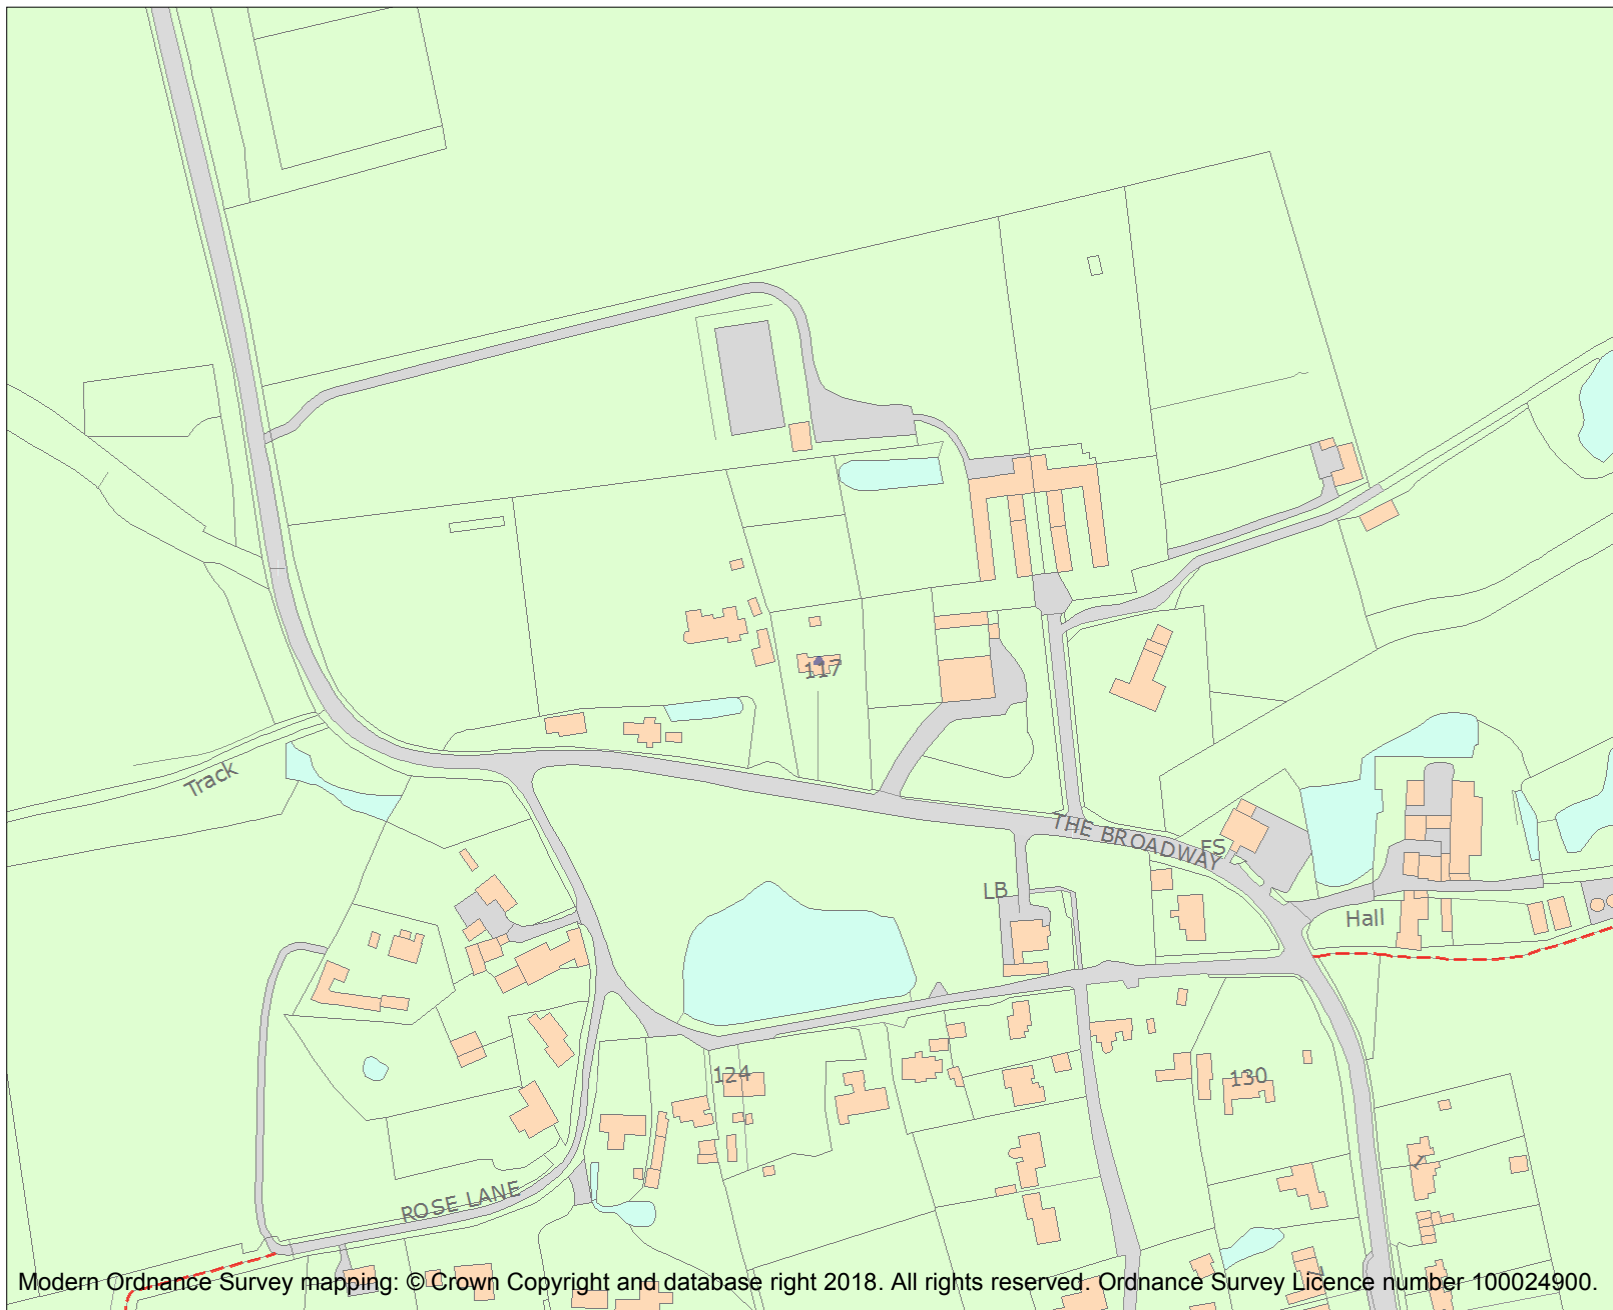 117
Track
THE BROADWAY
FS
LB
Hall
124
130
1
ROSE LANE
Modern Ordnance Survey mapping: © Crown Copyright and database right 2018. All rights reserved. Ordnance Survey Licence number 100024900.